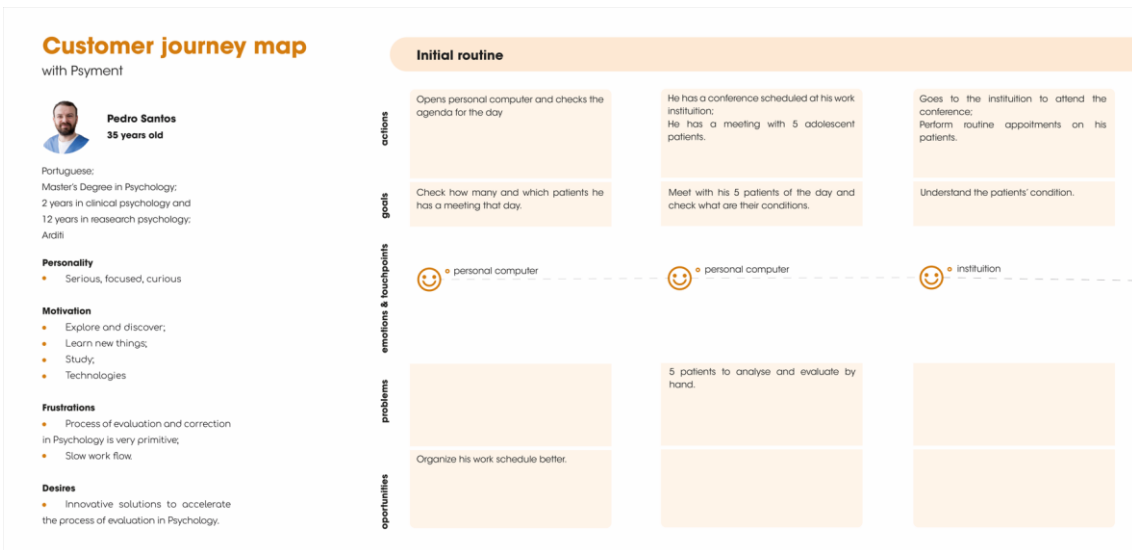 Customer journey map
with Psyment
Pedro Santos
35 years old
Portuguese;
Master's Degree in Psychology;
2 years in clinical psychology and
12 years in reasearch psychology;
Arditi
Personality
• Serious, focused, curious
Motivation
• Explore and discover;
• Learn new things;
• Study;
• Technologies
Frustrations
• Process of evaluation and correction
in Psychology is very primitive;
• Slow work flow.
Desires
• Innovative solutions to accelerate
the process of evaluation in Psychology.
Initial routine
actions
Opens personal computer and checks the
agenda for the day
He has a conference scheduled at his work
instituition;
He has a meeting with 5 adolescent
patients.
Goes to the instituition to attend the
conference;
Perform routine appoitments on his
patients.
goals
Check how many and which patients he
has a meeting that day.
Meet with his 5 patients of the day and
check what are their conditions.
Understand the patients' condition.
emotions & touchpoints
personal computer
personal computer
instituition
problems
5 patients to analyse and evaluate by
hand.
oportunities
Organize his work schedule better.